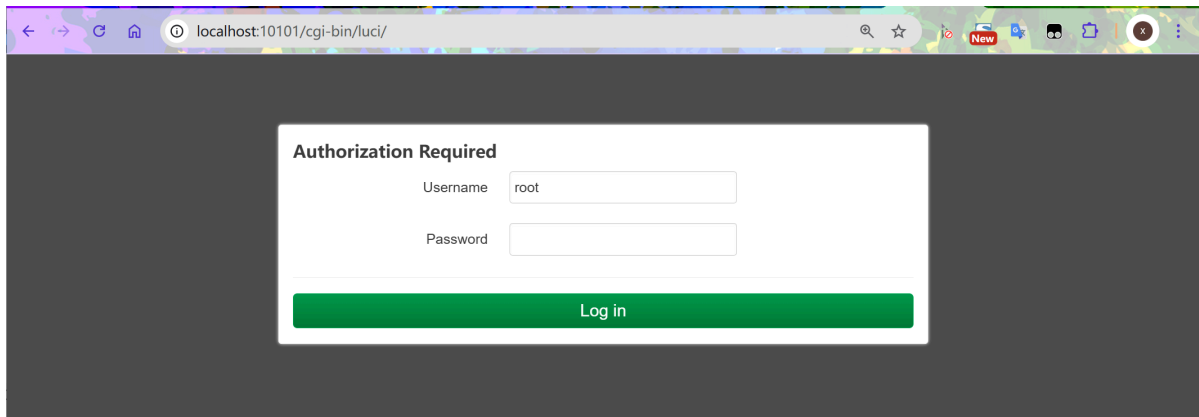 localhost:10101/cgi-bin/luci/
New
X
Authorization Required
Username root
Password
Log in